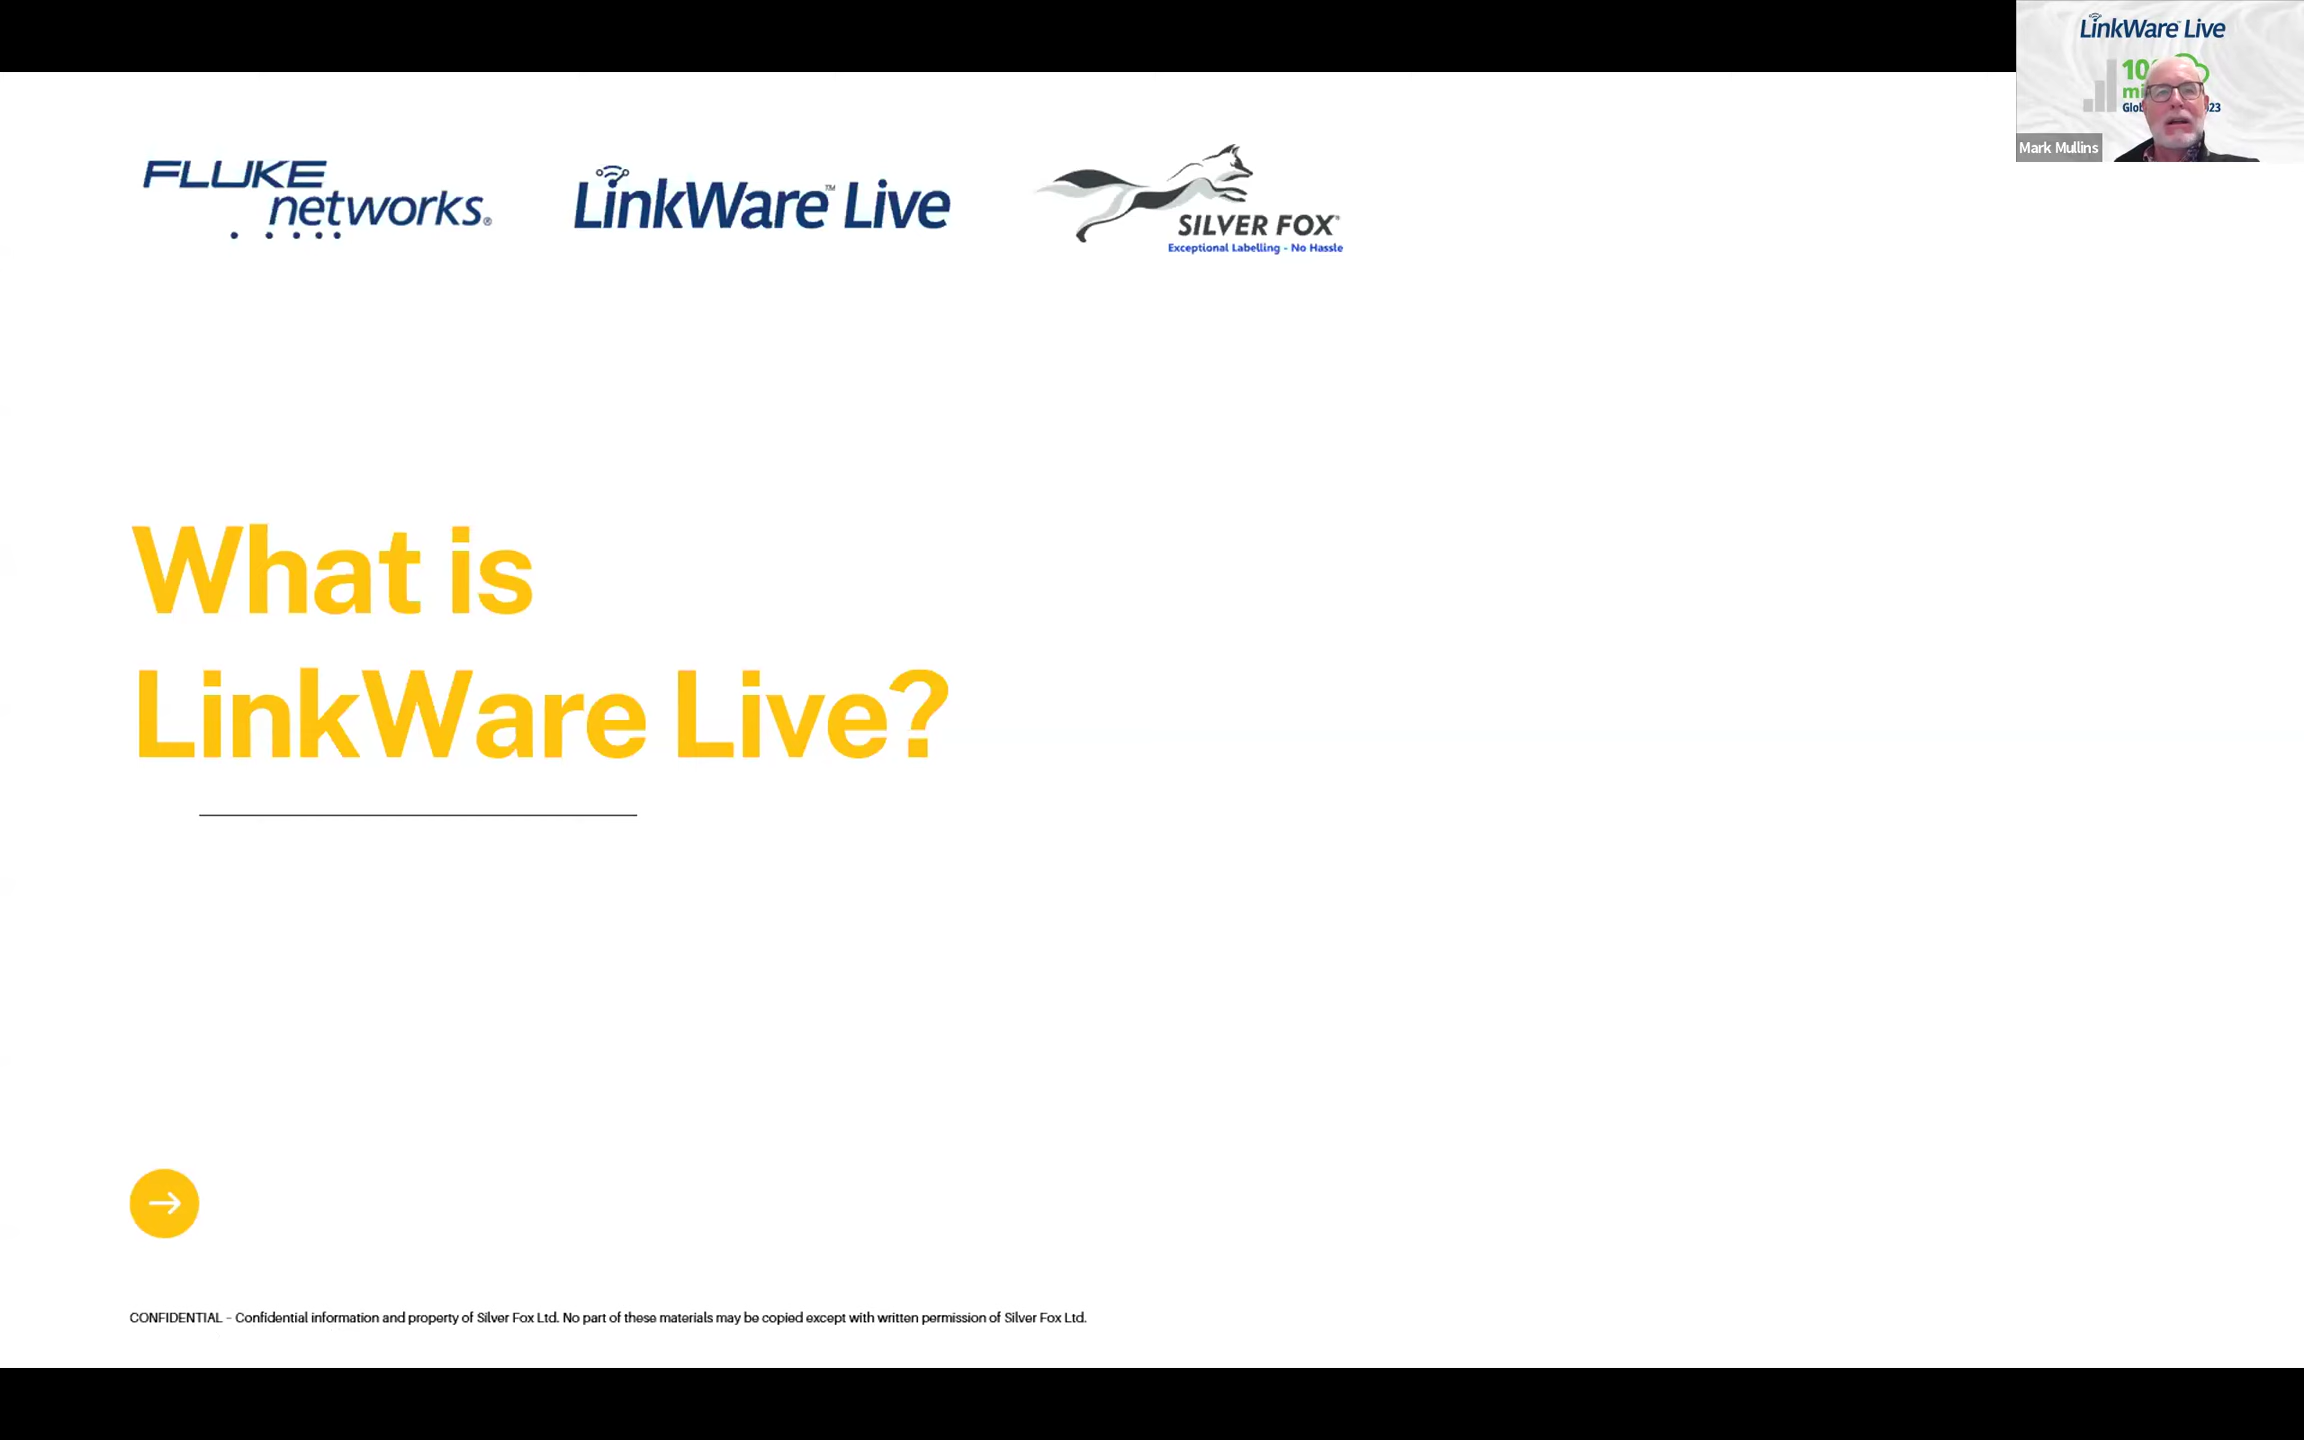 FLUKE
networks®
LinkWare™ Live
SILVER FOX®
Exceptional Labelling - No Hassle
LinkWare Live
Mark Mullins
What is
LinkWare Live?
CONFIDENTIAL – Confidential information and property of Silver Fox Ltd. No part of these materials may be copied except with written permission of Silver Fox Ltd.